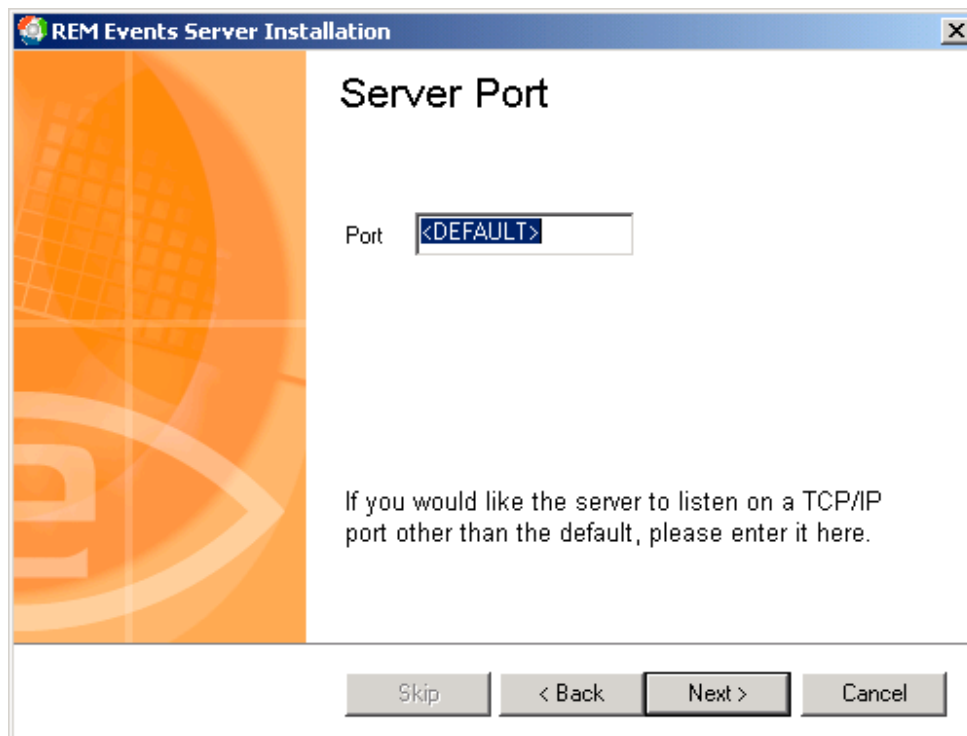 REM Events Server Installation
Server Port
Port <DEFAULT>
If you would like the server to listen on a TCP/IP
port other than the default, please enter it here.
Skip < Back Next > Cancel
e